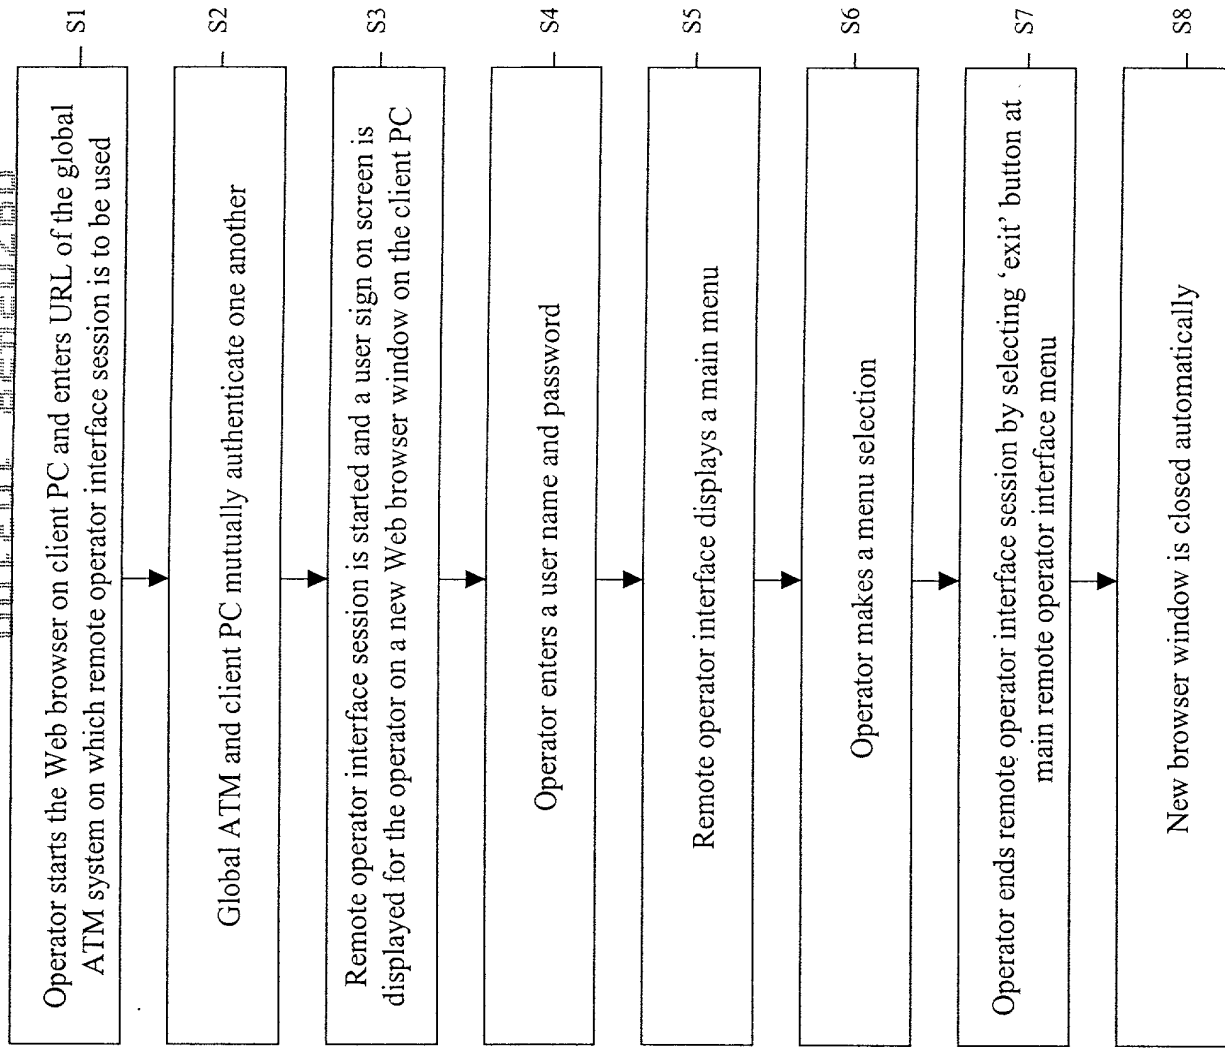 Operator starts the Web browser on client PC and enters URL of the global
ATM system on which remote operator interface session is to be used
S1
Global ATM and client PC mutually authenticate one another
S2
Remote operator interface session is started and a user sign on screen is
displayed for the operator on a new Web browser window on the client PC
S3
Operator enters a user name and password
S4
Remote operator interface displays a main menu
S5
Operator makes a menu selection
S6
Operator ends remote operator interface session by selecting ‘exit’ button at
main remote operator interface menu
S7
New browser window is closed automatically
S8